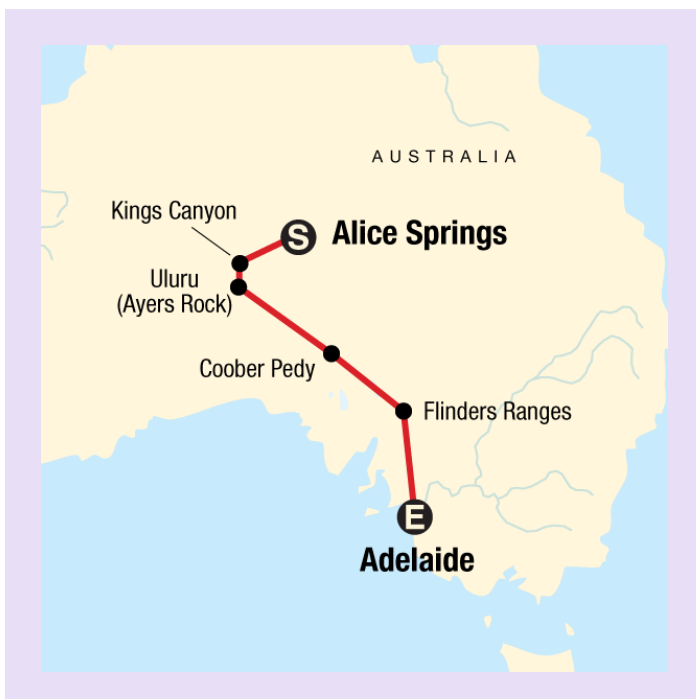 AUSTRALIA
Kings Canyon
S
Alice Springs
Uluru
(Ayers Rock)
Coober Pedy
Flinders Ranges
E
Adelaide